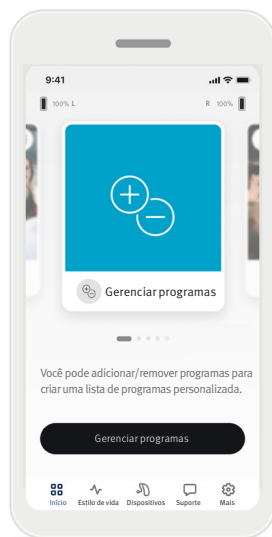 9:41
100% L
R 100%
Gerenciar programas
Você pode adicionar/remover programas para
criar uma lista de programas personalizada.
Gerenciar programas
Início Estilo de vida Dispositivos Suporte Mais